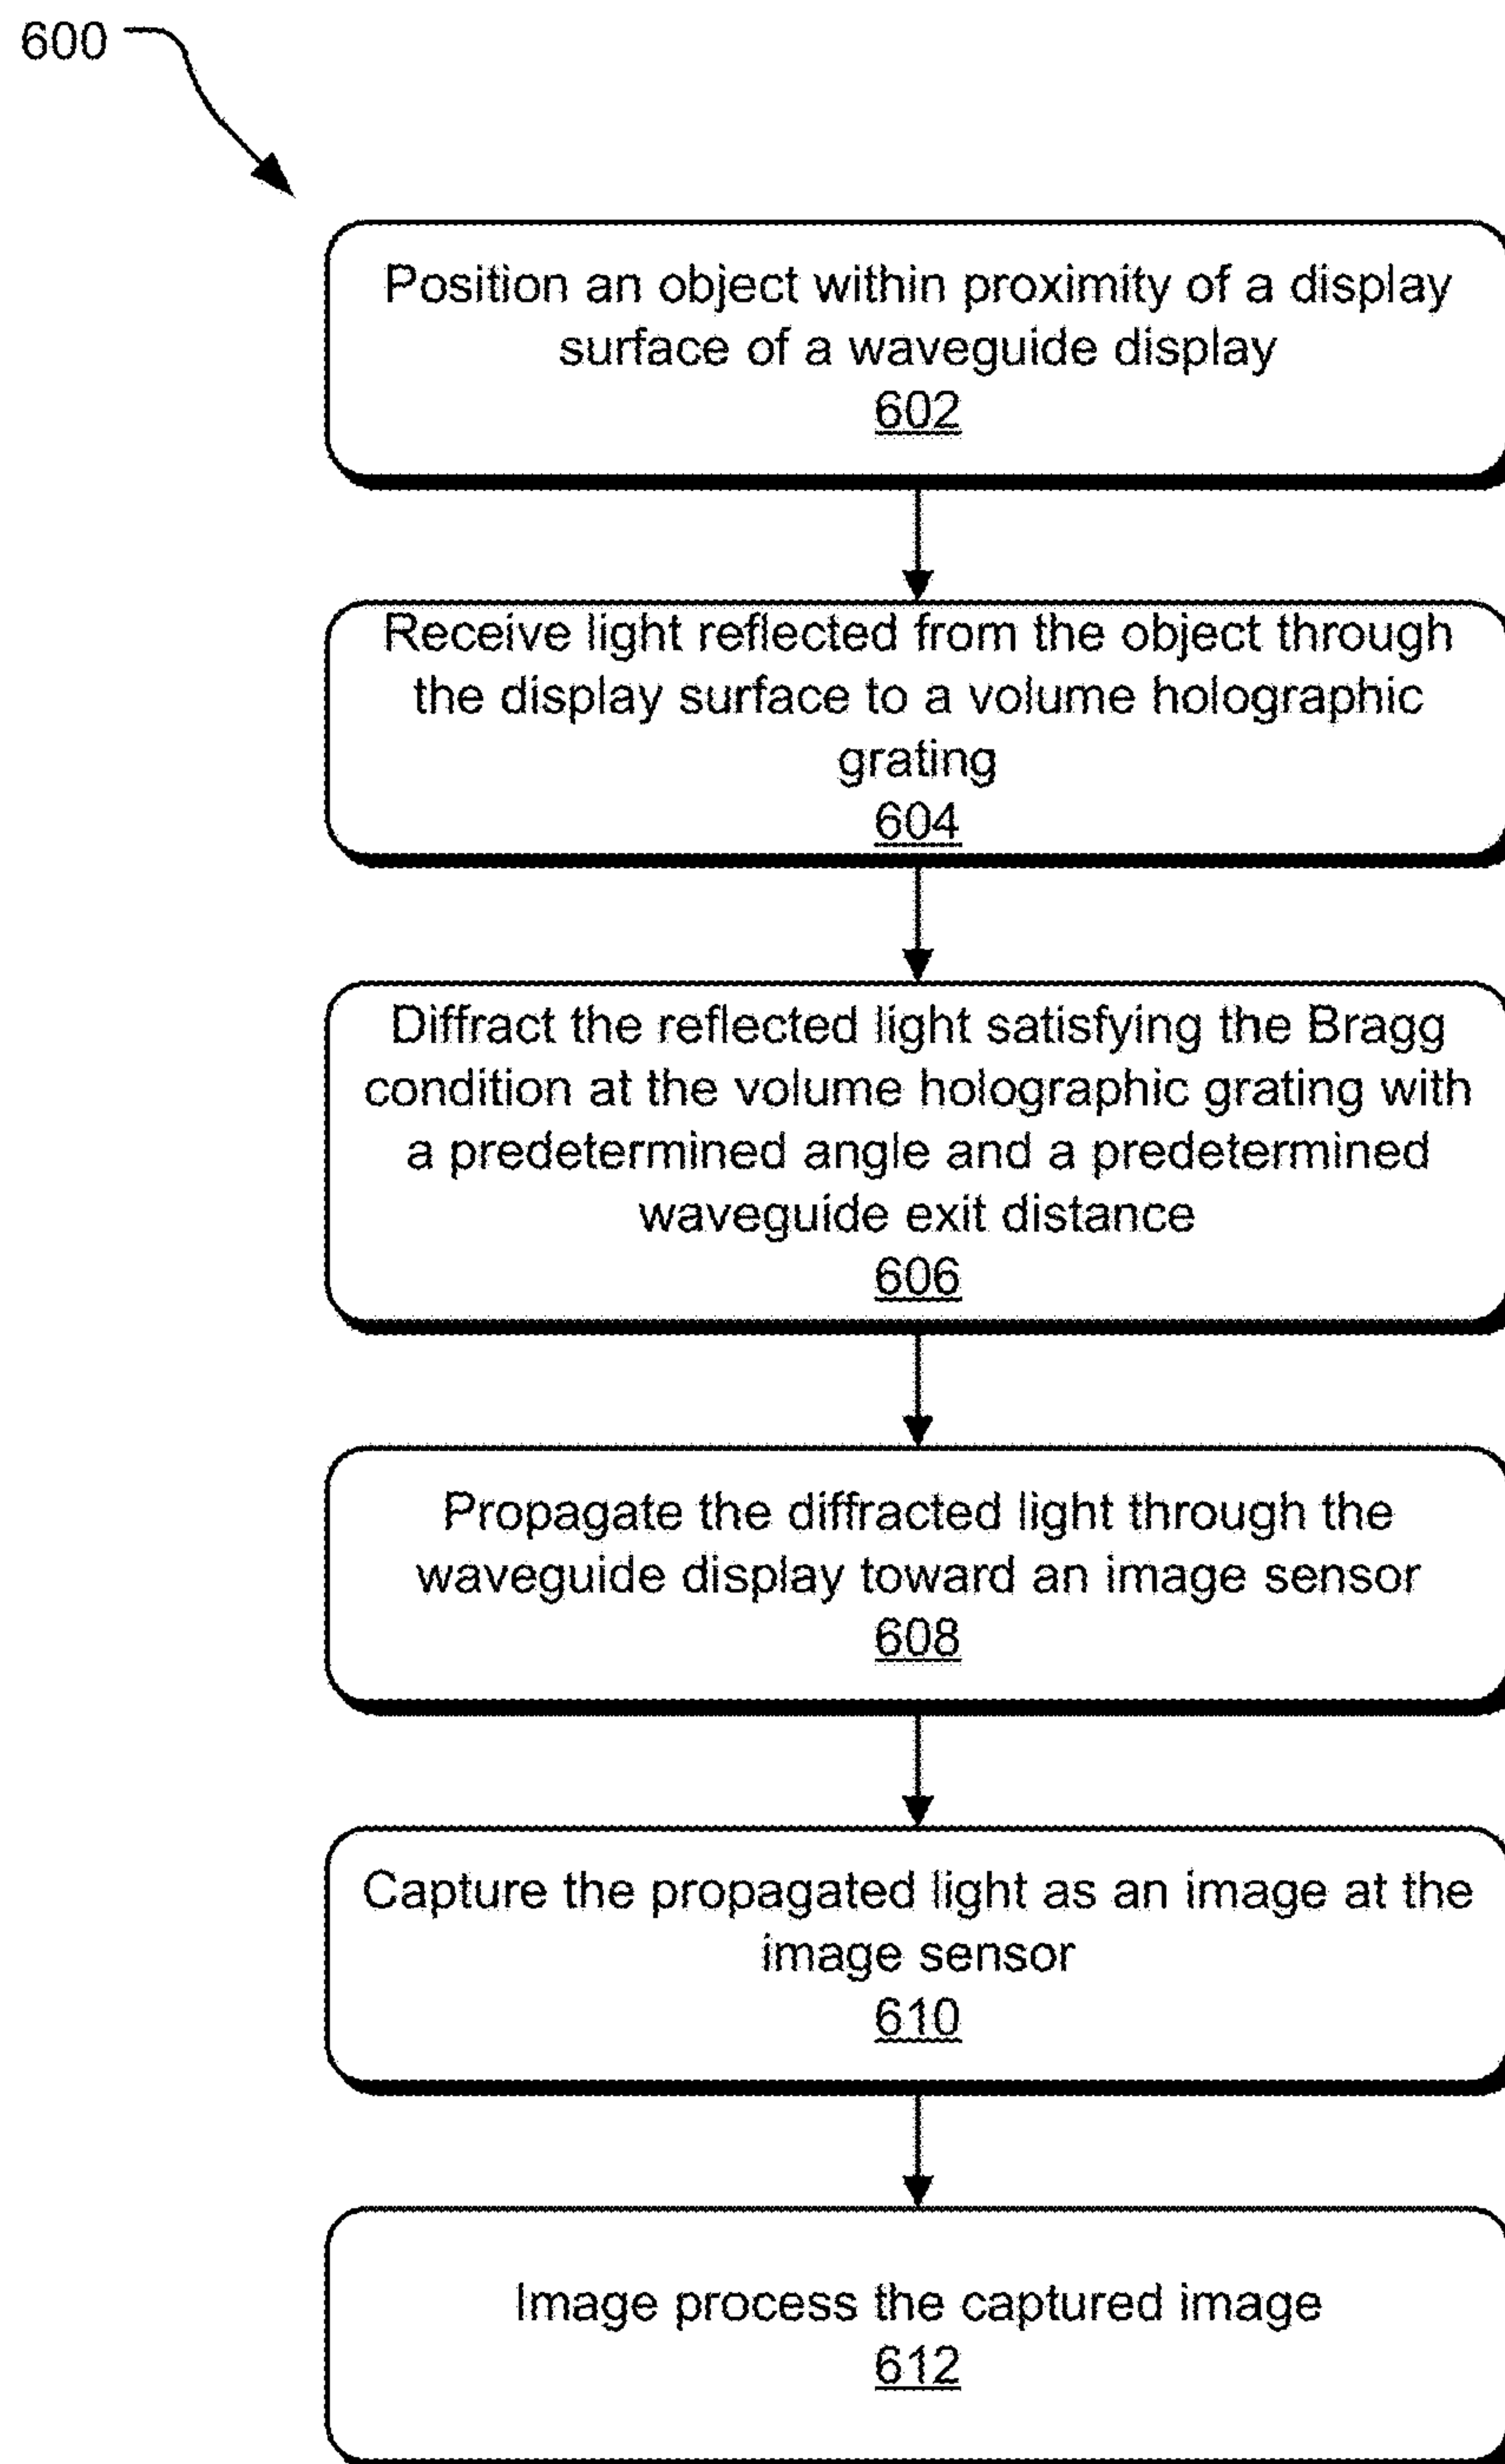 600
Position an object within proximity of a display
surface of a waveguide display
602
Receive light reflected from the object through
the display surface to a volume holographic
grating
604
Diffract the reflected light satisfying the Bragg
condition at the volume holographic grating with
a predetermined angle and a predetermined
waveguide exit distance
606
Propagate the diffracted light through the
waveguide display toward an image sensor
608
Capture the propagated light as an image at the
image sensor
610
Image process the captured image
612